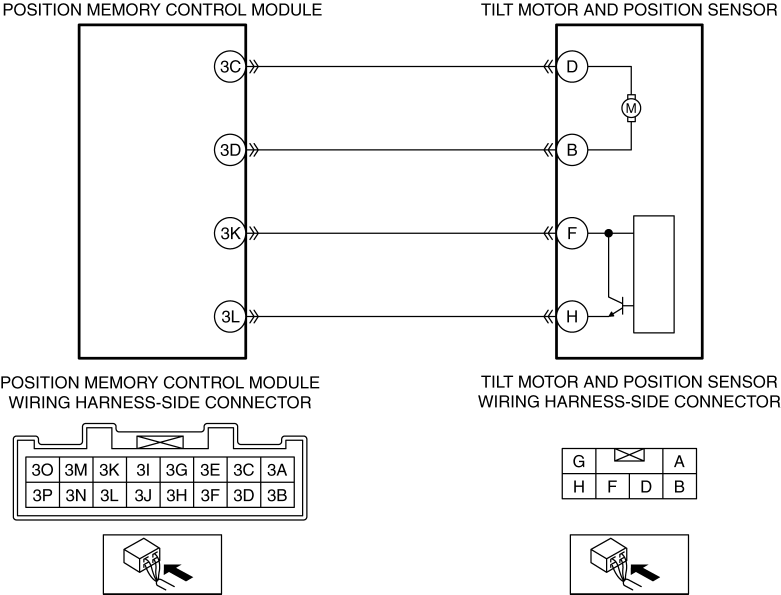 POSITION MEMORY CONTROL MODULE
TILT MOTOR AND POSITION SENSOR
3C
D
M
3D
B
3K
F
3L
H
POSITION MEMORY CONTROL MODULE
WIRING HARNESS-SIDE CONNECTOR
TILT MOTOR AND POSITION SENSOR
WIRING HARNESS-SIDE CONNECTOR
3O 3M 3K 3I 3G 3E 3C 3A
3P 3N 3L 3J 3H 3F 3D 3B
G A
H F D B